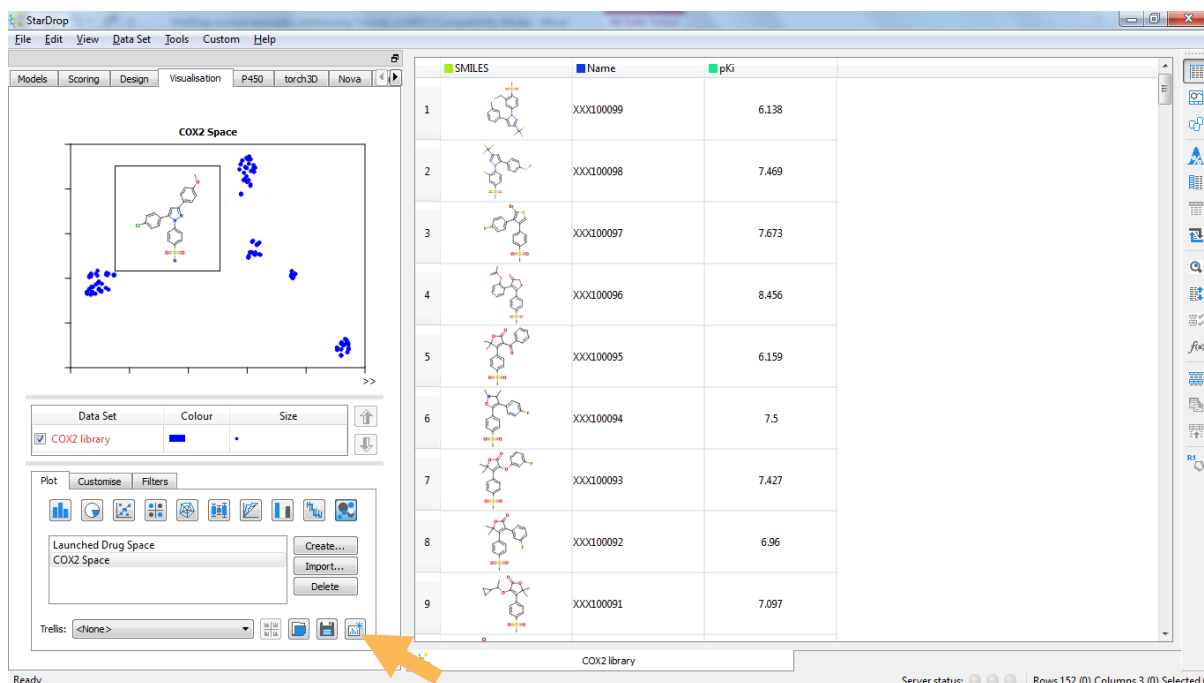 StarDrop
File Edit View Data Set Tools Custom Help
Models Scoring Design Visualisation P450 torch3D Nova
SMILES Name pKi
COX2 Space
>>
1 XXX100099 6.138
2 XXX100098 7.469
3 XXX100097 7.673
4 XXX100096 8.456
5 XXX100095 6.159
6 XXX100094 7.5
7 XXX100093 7.427
8 XXX100092 6.96
9 XXX100091 7.097
Data Set Colour Size
COX2 library
Plot Customise Filters
Launched Drug Space
COX2 Space
Create...
Import...
Delete
Trellis: <None>
COX2 library
Ready
Server status: Rows 152 (0) Columns 3 (0) Selected
f(x)
R1